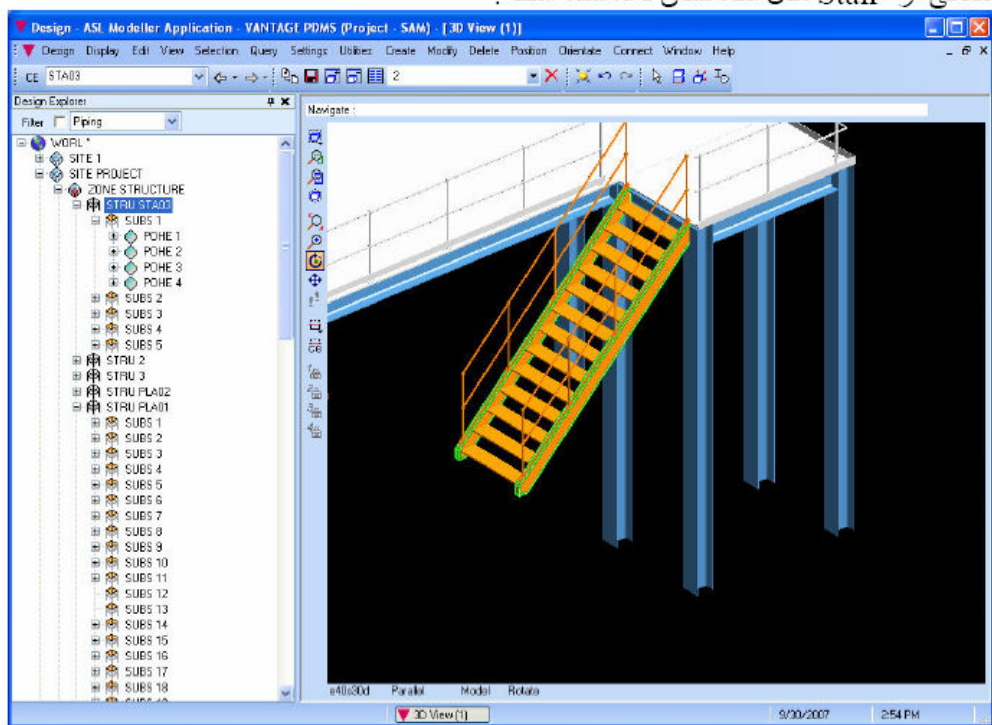 Stair
Design - ASL Modeller Application - VANTAGE PDMS (Project - SAM) - [3D View (1)]
Design Display Edit View Selection Query Settings Utilities Create Modify Delete Position Orientate Connect Window Help
CE STA03 2
Design Explorer
Navigate :
Filter Piping
WORL *
SITE 1
SITE PROJECT
ZONE STRUCTURE
STRU STA03
SUBS 1
POHE 1
POHE 2
POHE 3
POHE 4
SUBS 2
SUBS 3
SUBS 4
SUBS 5
STRU 2
STRU 3
STRU PLA02
STRU PLA01
SUBS 1
SUBS 2
SUBS 3
SUBS 4
SUBS 5
SUBS 6
SUBS 7
SUBS 8
SUBS 9
SUBS 10
SUBS 11
SUBS 12
SUBS 13
SUBS 14
SUBS 15
SUBS 16
SUBS 17
SUBS 18
CE
e40s30d Parallel Model Rotate
3D View (1)
9/30/2007 2:54 PM